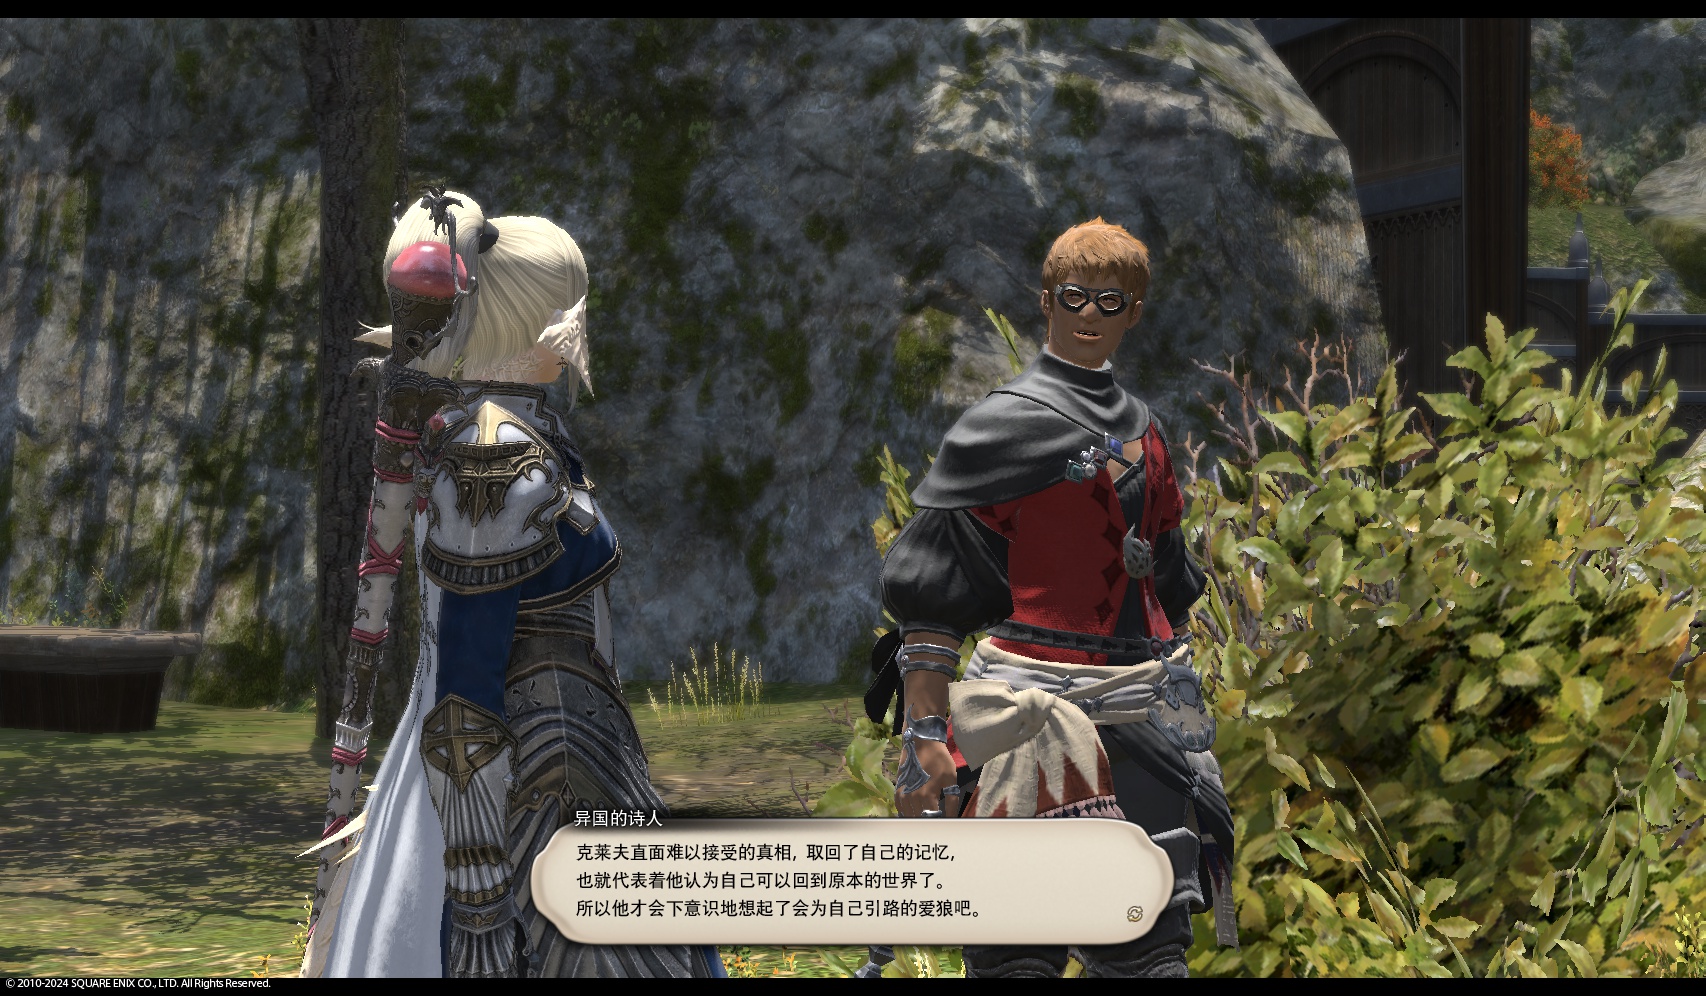 异国的诗人
克莱夫直面难以接受的真相，取回了自己的记忆，
也就代表着他认为自己可以回到原本的世界了。
所以他才会下意识地想起了会为自己引路的爱狼吧。
© 2010-2024 SQUARE ENIX CO., LTD. All Rights Reserved.